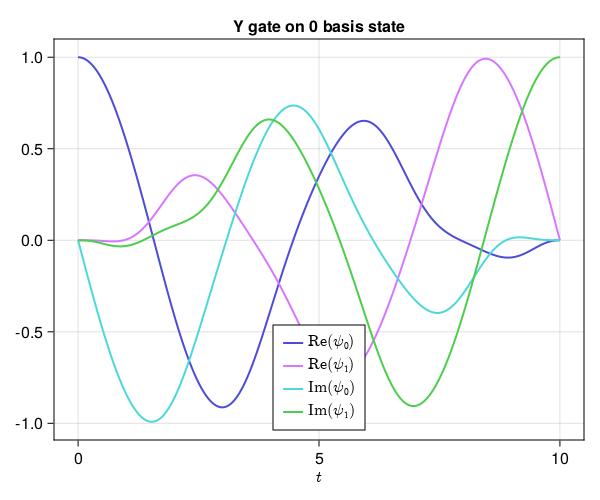 Y gate on 0 basis state
1.0
0.5
0.0
-0.5
-1.0
Re(ψ₀)
Re(ψ₁)
Im(ψ₀)
Im(ψ₁)
0 5 10
t